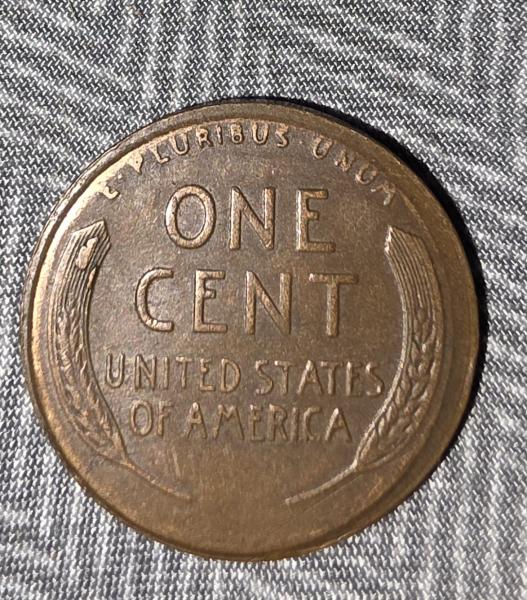 E·PLURIBUS·UNUM
ONE
CENT
UNITED STATES
OF AMERICA